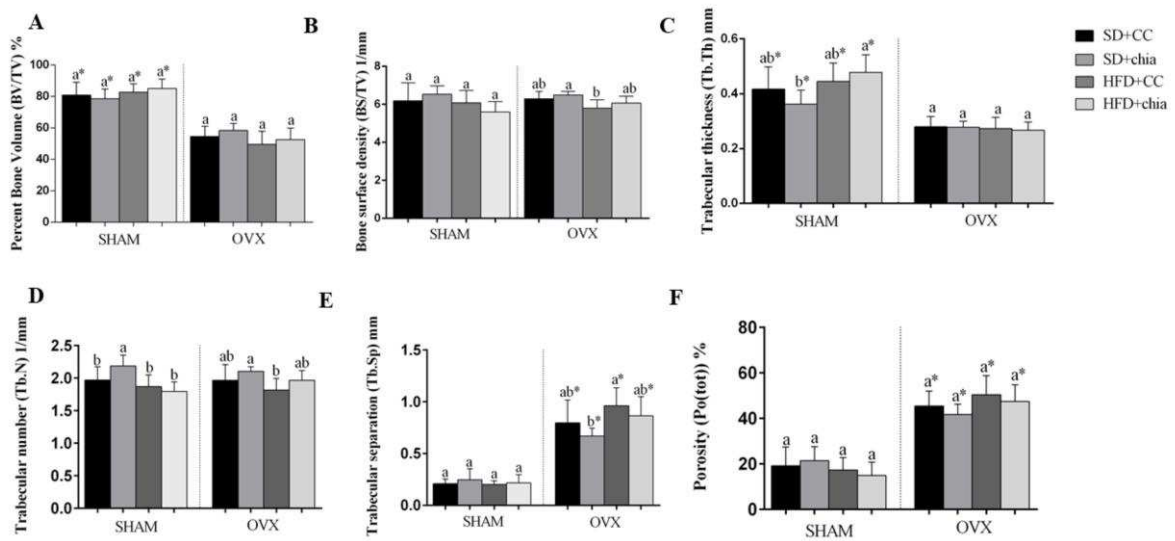 A
Percent Bone Volume (BV/TV) %
100
80
60
40
20
0
a* a* a* a* a a a a
SHAM OVX
B
Bone surface density (BS/TV) 1/mm
8
6
4
2
0
a a a a ab a b ab
SHAM OVX
C
Trabecular thickness (Tb.Th) mm
0.6
0.4
0.2
0.0
ab* b* ab* a* a a a a
SHAM OVX
SD+CC
SD+chia
HFD+CC
HFD+chia
D
Trabecular number (Tb.N) 1/mm
2.5
2.0
1.5
1.0
0.5
0.0
b a b b ab a b ab
SHAM OVX
E
Trabecular separation (Tb.Sp) mm
1.5
1.0
0.5
0.0
a a a a ab* b* a* ab*
SHAM OVX
F
Porosity (Po(tot)) %
80
60
40
20
0
a a a a a* a* a* a*
SHAM OVX